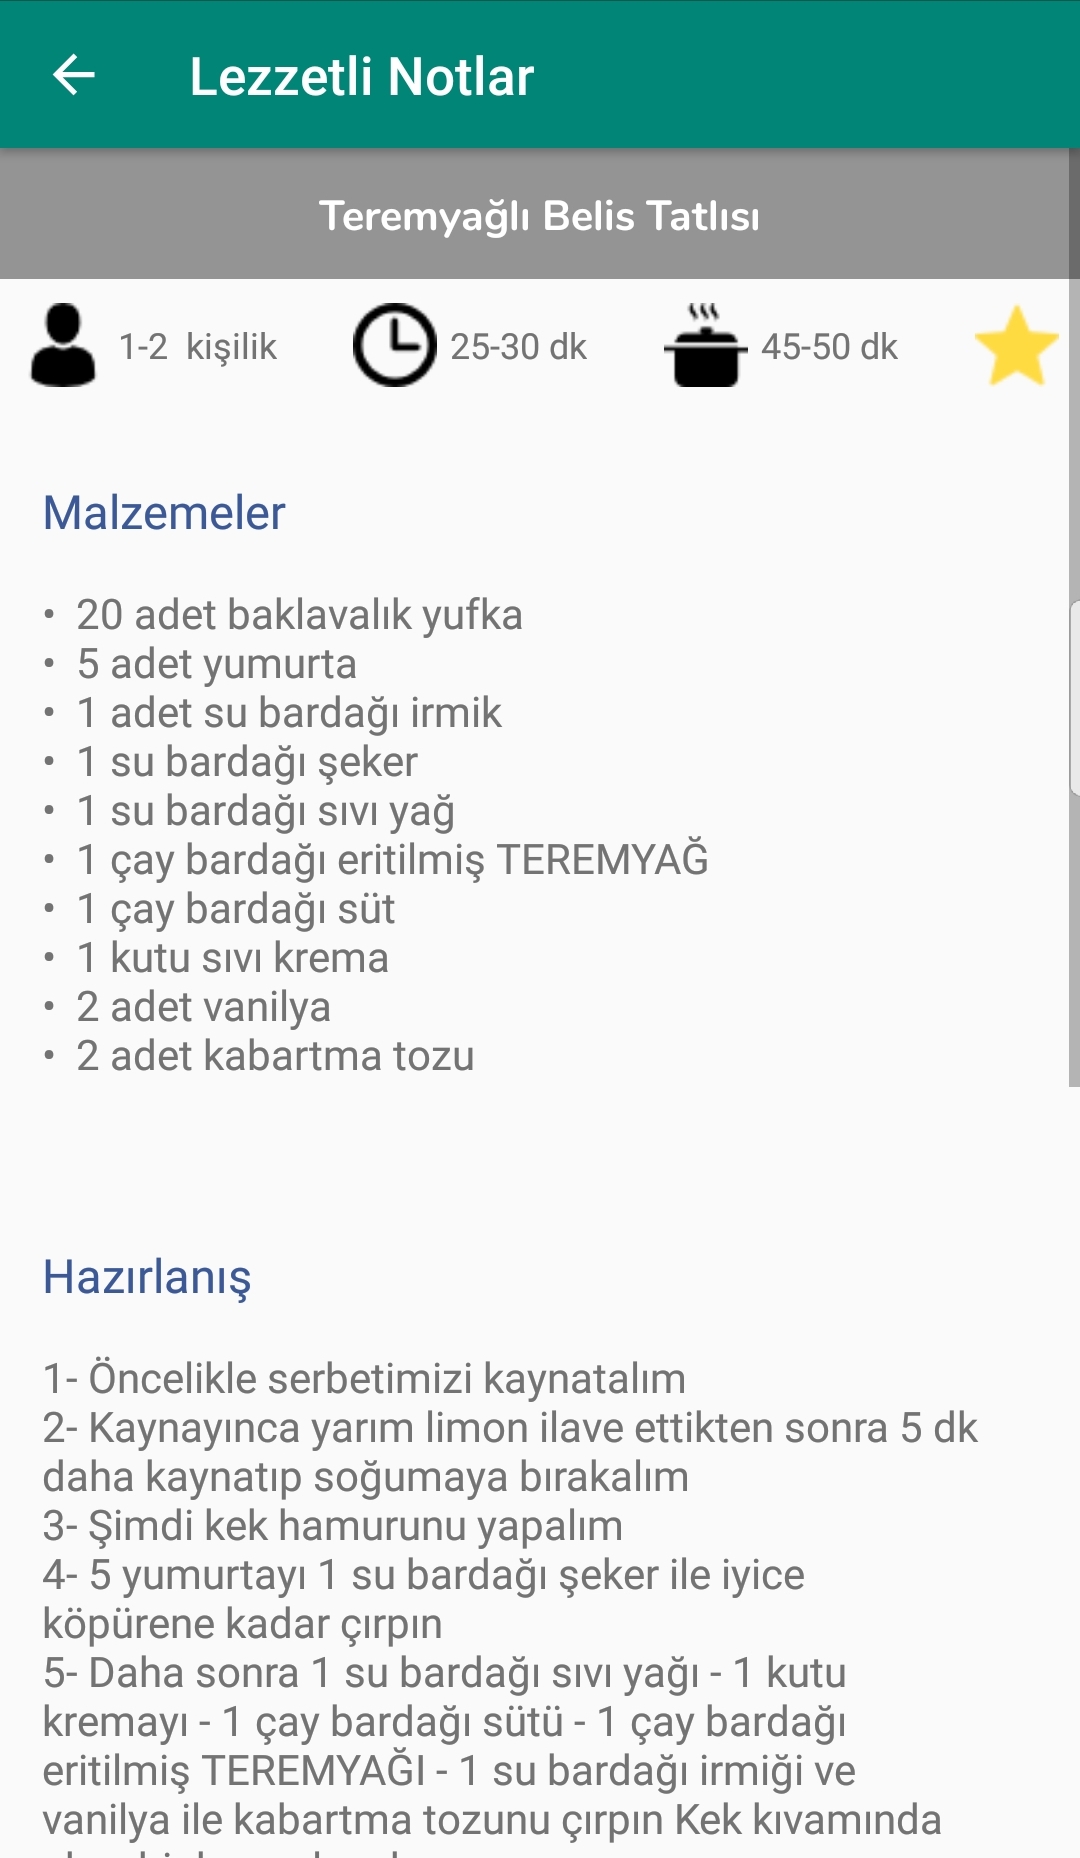 Lezzetli Notlar
Teremyağlı Belis Tatlısı
1-2 kişilik 25-30 dk 45-50 dk
Malzemeler
• 20 adet baklavalık yufka
• 5 adet yumurta
• 1 adet su bardağı irmik
• 1 su bardağı şeker
• 1 su bardağı sıvı yağ
• 1 çay bardağı eritilmiş TEREMYAĞ
• 1 çay bardağı süt
• 1 kutu sıvı krema
• 2 adet vanilya
• 2 adet kabartma tozu
Hazırlanış
1- Öncelikle serbetimizi kaynatalım
2- Kaynayınca yarım limon ilave ettikten sonra 5 dk
daha kaynatıp soğumaya bırakalım
3- Şimdi kek hamurunu yapalım
4- 5 yumurtayı 1 su bardağı şeker ile iyice
köpürene kadar çırpın
5- Daha sonra 1 su bardağı sıvı yağı - 1 kutu
kremayı - 1 çay bardağı sütü - 1 çay bardağı
eritilmiş TEREMYAĞI - 1 su bardağı irmiği ve
vanilya ile kabartma tozunu çırpın Kek kıvamında